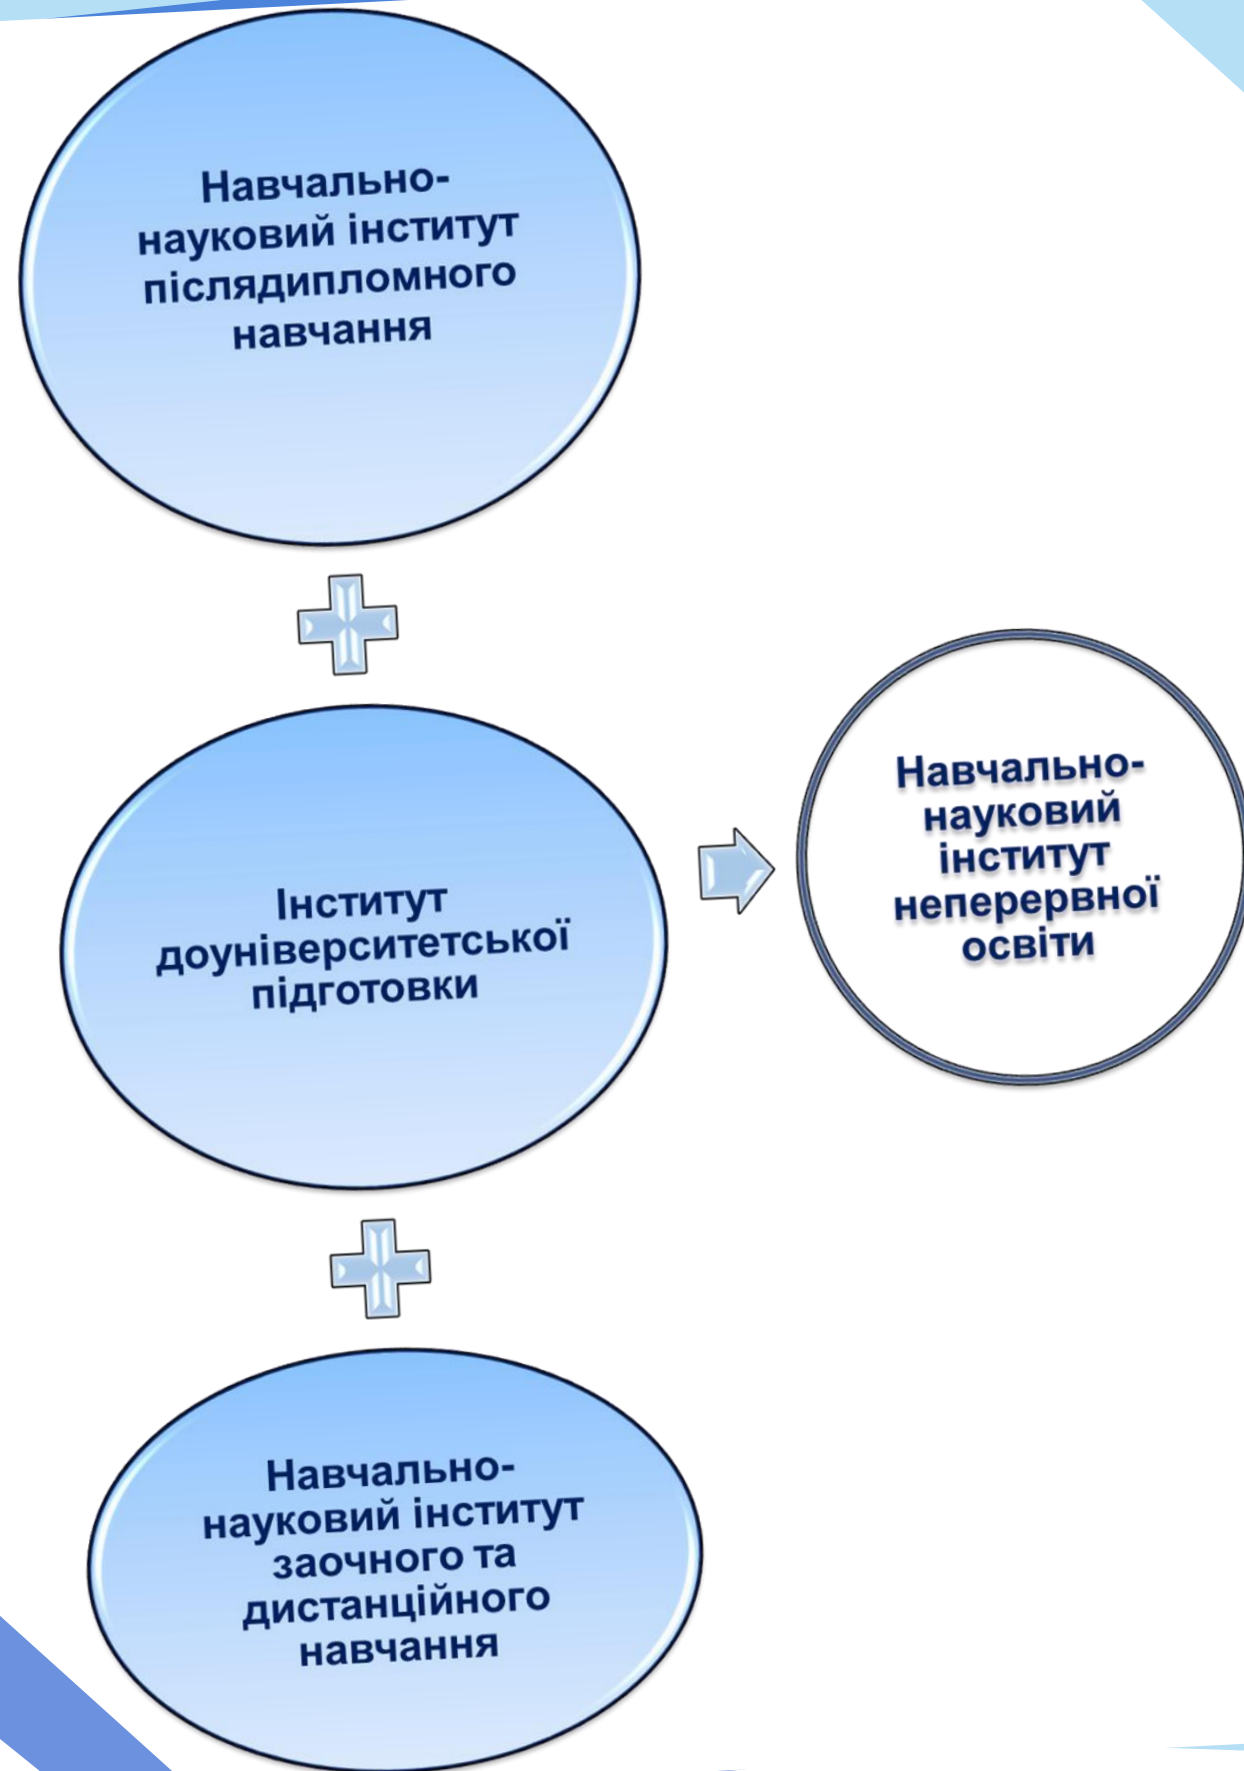 Навчально-
науковий інститут
післядипломного
навчання
Інститут
доуніверситетської
підготовки
Навчально-
науковий
інститут
неперервної
освіти
Навчально-
науковий інститут
заочного та
дистанційного
навчання